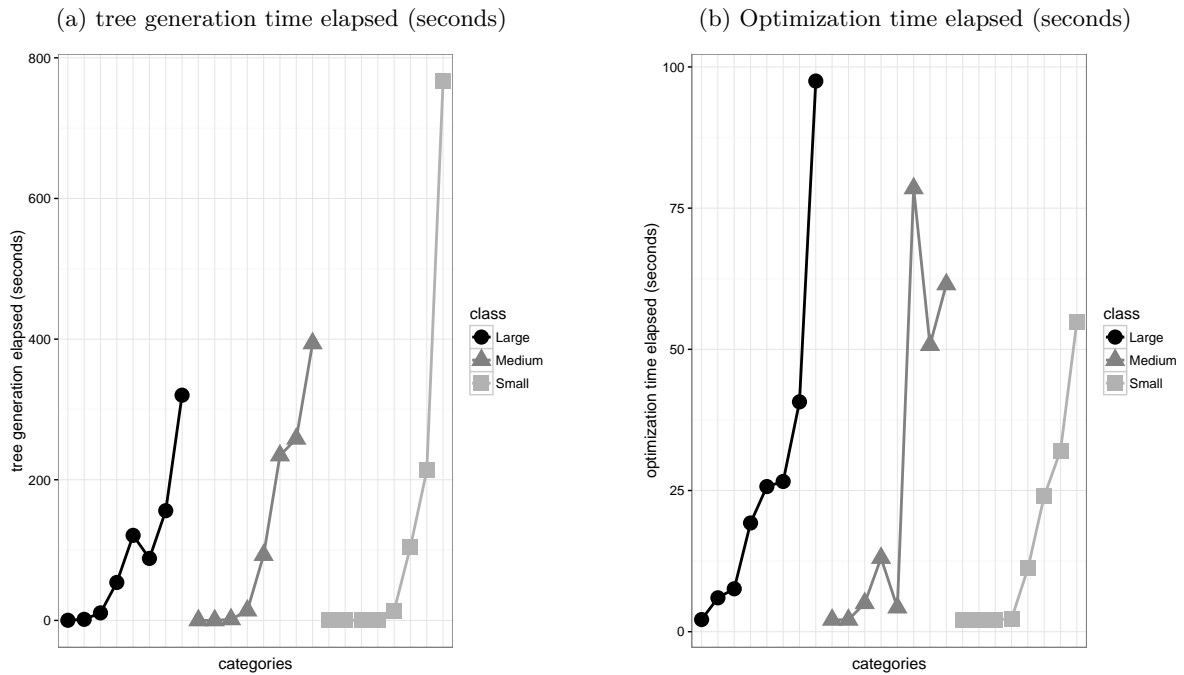 (a) tree generation time elapsed (seconds)
800
600
400
200
0
tree generation elapsed (seconds)
categories
class
Large
Medium
Small
(b) Optimization time elapsed (seconds)
100
75
50
25
0
optimization time elapsed (seconds)
categories
class
Large
Medium
Small